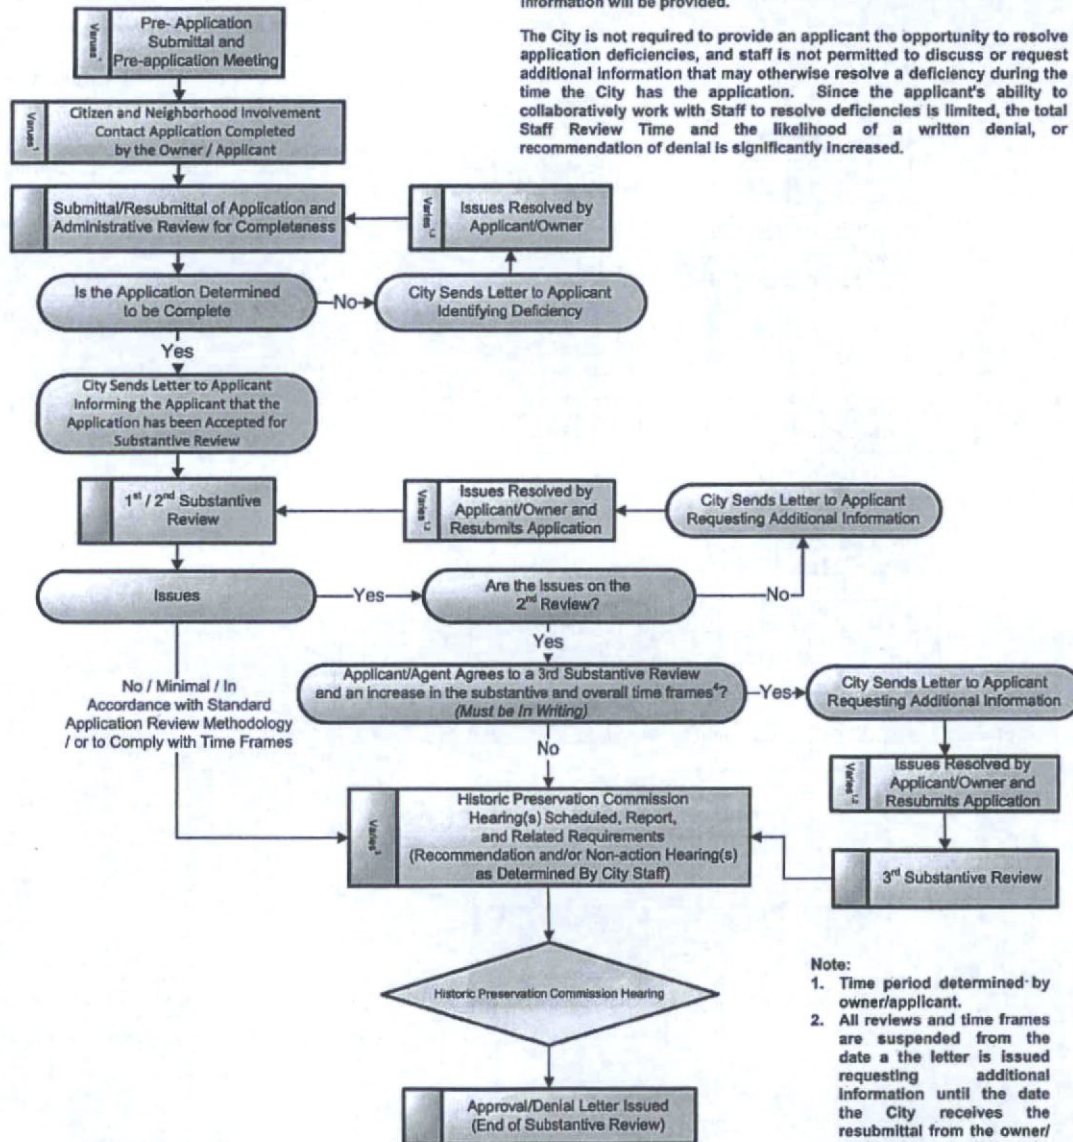 information will be provided.
The City is not required to provide an applicant the opportunity to resolve
application deficiencies, and staff is not permitted to discuss or request
additional information that may otherwise resolve a deficiency during the
time the City has the application. Since the applicant's ability to
collaboratively work with Staff to resolve deficiencies is limited, the total
Staff Review Time and the likelihood of a written denial, or
recommendation of denial is significantly increased.
Varies¹
Pre- Application
Submittal and
Pre-application Meeting
Varies¹
Citizen and Neighborhood Involvement
Contact Application Completed
by the Owner / Applicant
Submittal/Resubmittal of Application and
Administrative Review for Completeness
Varies¹,²
Issues Resolved by
Applicant/Owner
Is the Application Determined
to be Complete
No
City Sends Letter to Applicant
Identifying Deficiency
Yes
City Sends Letter to Applicant
Informing the Applicant that the
Application has been Accepted for
Substantive Review
1st / 2nd Substantive
Review
Varies¹,²
Issues Resolved by
Applicant/Owner and
Resubmits Application
City Sends Letter to Applicant
Requesting Additional Information
Issues
Yes
Are the Issues on the
2nd Review?
No
Yes
No / Minimal / In
Accordance with Standard
Application Review Methodology
/ or to Comply with Time Frames
Applicant/Agent Agrees to a 3rd Substantive Review
and an increase in the substantive and overall time frames⁴?
(Must be In Writing)
Yes
City Sends Letter to Applicant
Requesting Additional Information
No
Varies¹,²
Issues Resolved by
Applicant/Owner and
Resubmits Application
Varies³
Historic Preservation Commission
Hearing(s) Scheduled, Report,
and Related Requirements
(Recommendation and/or Non-action Hearing(s)
as Determined By City Staff)
3rd Substantive Review
Historic Preservation Commission Hearing
Approval/Denial Letter Issued
(End of Substantive Review)
Note:
1. Time period determined by
owner/applicant.
2. All reviews and time frames
are suspended from the
date a the letter is issued
requesting additional
information until the date
the City receives the
resubmittal from the owner/